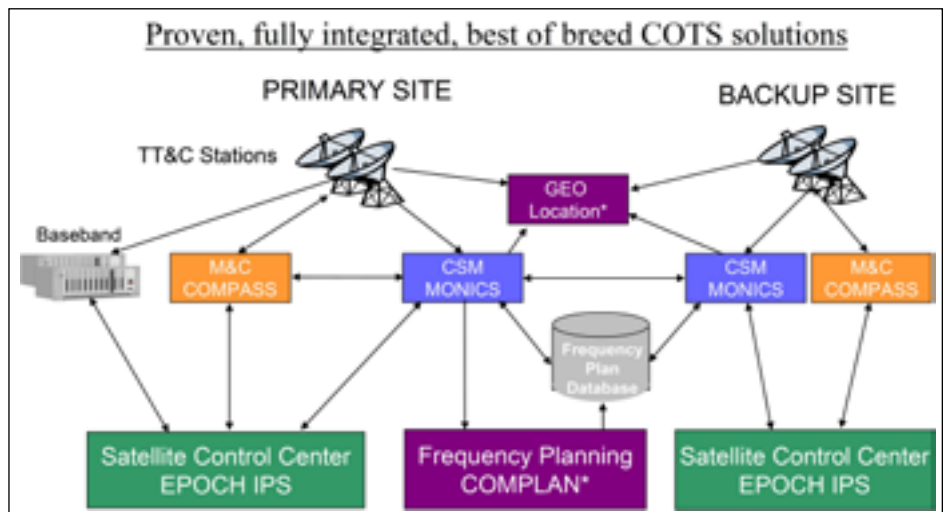 Proven, fully integrated, best of breed COTS solutions
PRIMARY SITE
BACKUP SITE
TT&C Stations
GEO
Location*
Baseband
M&C
COMPASS
CSM
MONICS
CSM
MONICS
M&C
COMPASS
Frequency
Plan
Database
Satellite Control Center
EPOCH IPS
Frequency Planning
COMPLAN*
Satellite Control Center
EPOCH IPS